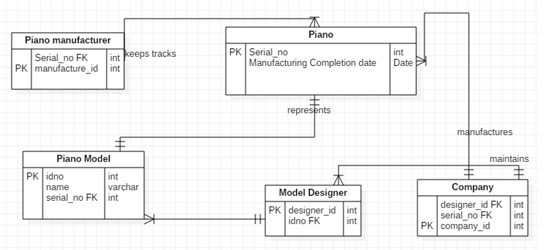 Piano manufacturer
Serial_no FK int
PK manufacture_id int
keeps tracks
Piano
PK Serial_no int
Manufacturing Completion date Date
represents
manufactures
maintains
Piano Model
PK idno int
name varchar
serial_no FK int
Model Designer
PK designer_id int
idno FK int
Company
designer_id FK int
serial_no FK int
PK company_id int